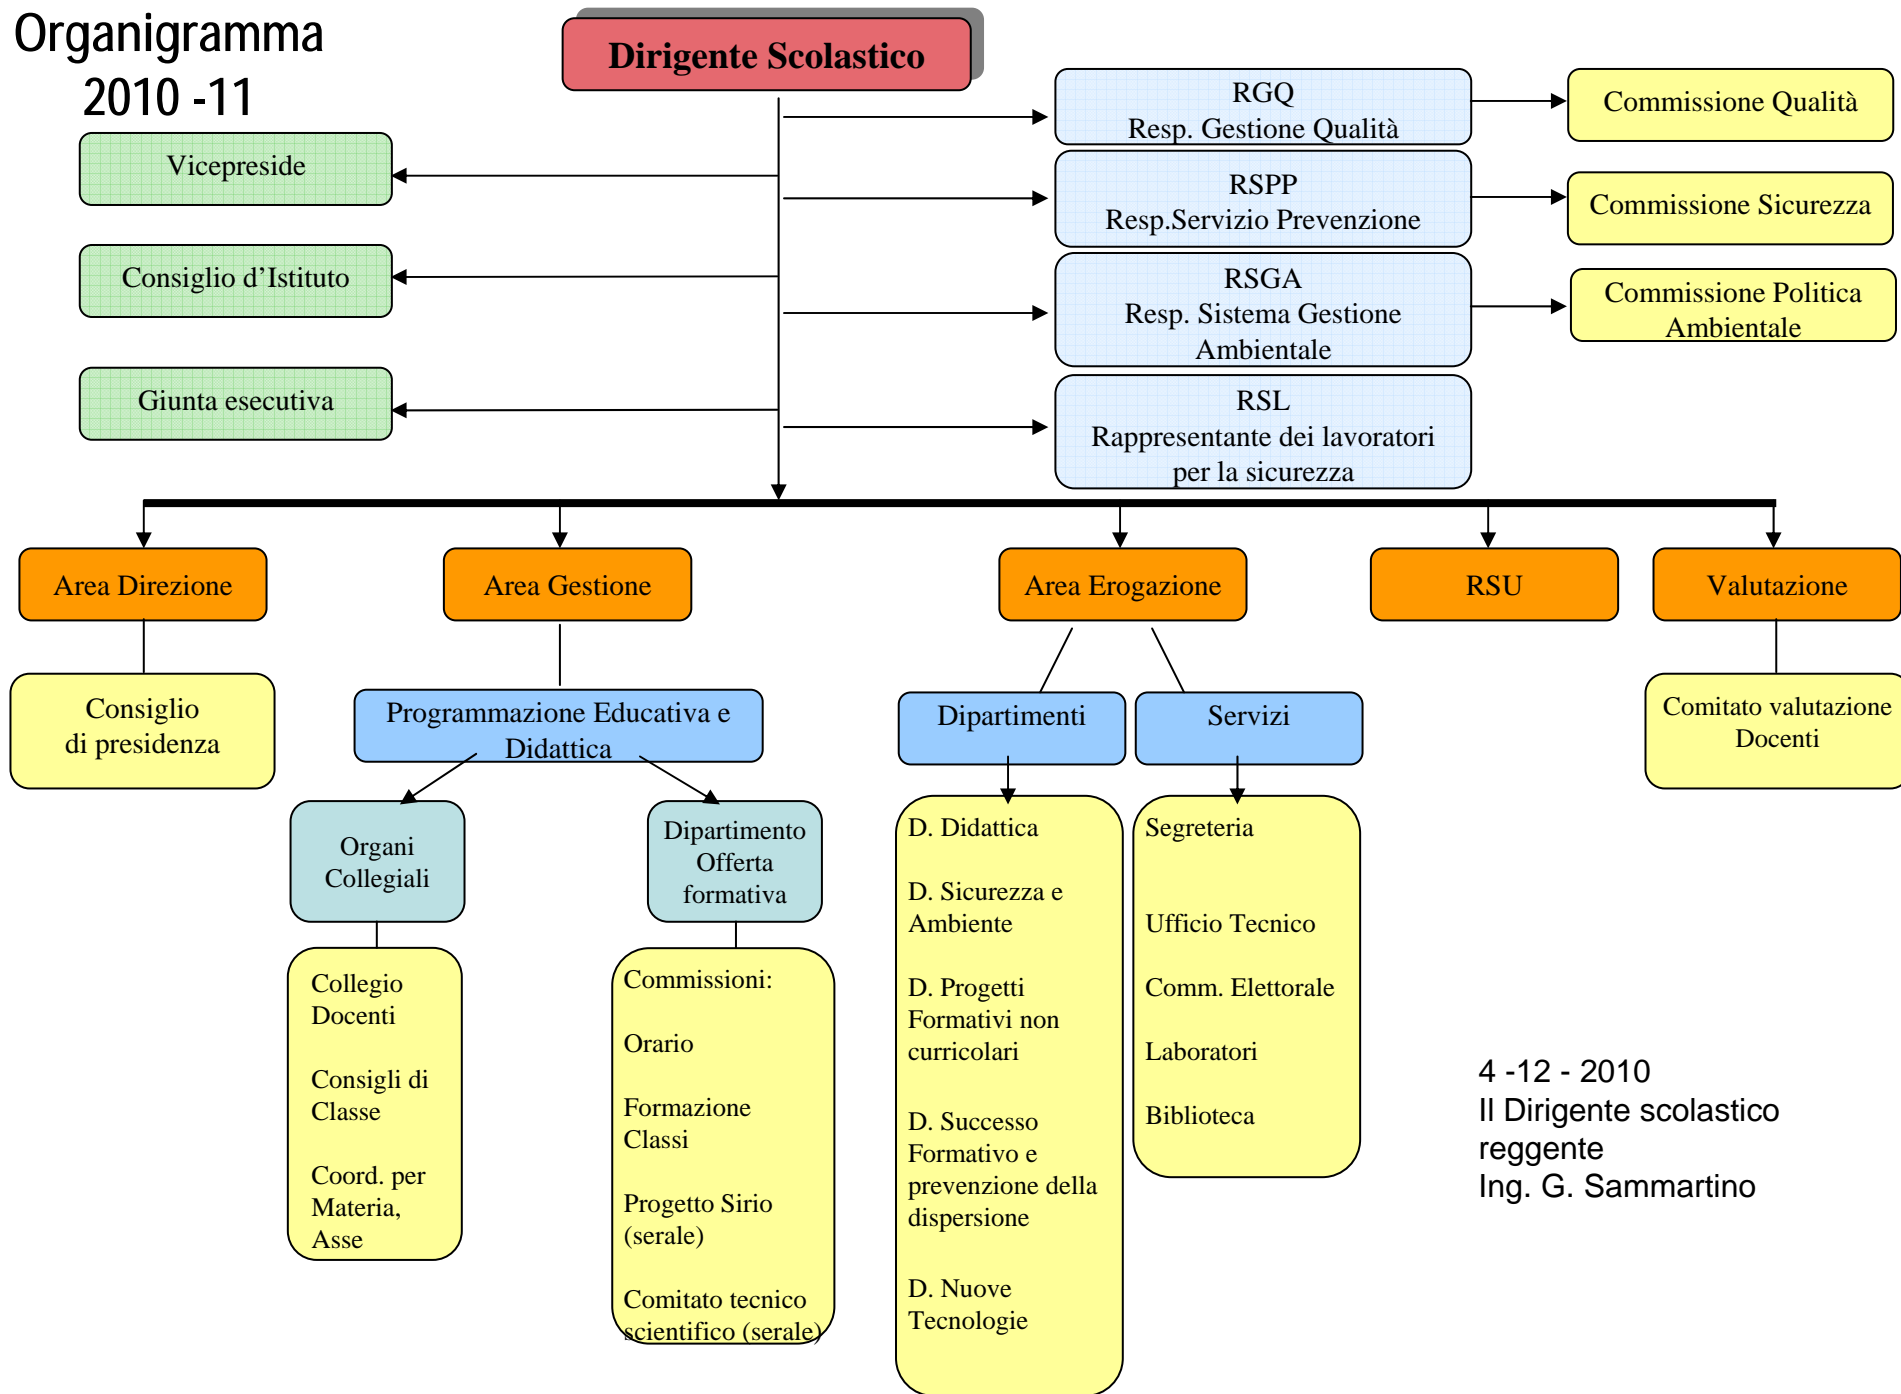 Organigramma
2010 -11
Dirigente Scolastico
RGQ
Resp. Gestione Qualità
Commissione Qualità
Vicepreside
RSPP
Resp.Servizio Prevenzione
Commissione Sicurezza
Consiglio d’Istituto
RSGA
Resp. Sistema Gestione
Ambientale
Commissione Politica
Ambientale
Giunta esecutiva
RSL
Rappresentante dei lavoratori
per la sicurezza
Area Direzione
Area Gestione
Area Erogazione
RSU
Valutazione
Consiglio
di presidenza
Programmazione Educativa e
Didattica
Dipartimenti
Servizi
Comitato valutazione
Docenti
Organi
Collegiali
Dipartimento
Offerta
formativa
Collegio
Docenti
Consigli di
Classe
Coord. per
Materia,
Asse
Commissioni:
Orario
Formazione
Classi
Progetto Sirio
(serale)
Comitato tecnico
scientifico (serale)
D. Didattica
D. Sicurezza e
Ambiente
D. Progetti
Formativi non
curricolari
D. Successo
Formativo e
prevenzione della
dispersione
D. Nuove
Tecnologie
Segreteria
Ufficio Tecnico
Comm. Elettorale
Laboratori
Biblioteca
4 -12 - 2010
Il Dirigente scolastico
reggente
Ing. G. Sammartino